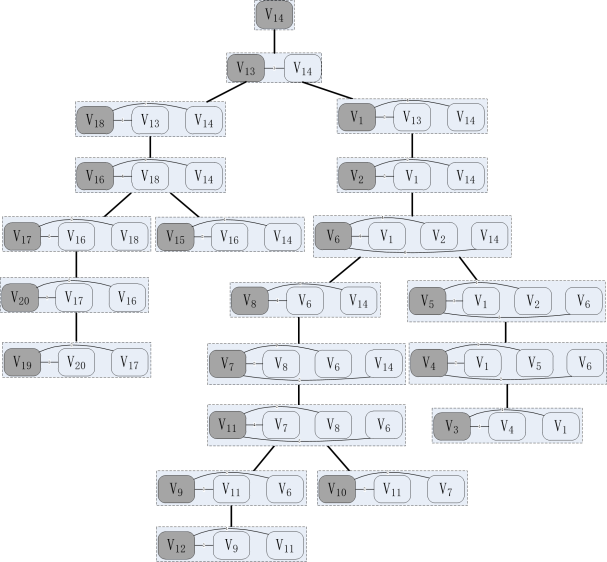 V14
V13 V14
V18 V13 V14
V1 V13 V14
V16 V18 V14
V2 V1 V14
V17 V16 V18
V15 V16 V14
V6 V1 V2 V14
V20 V17 V16
V8 V6 V14
V5 V1 V2 V6
V19 V20 V17
V7 V8 V6 V14
V4 V1 V5 V6
V11 V7 V8 V6
V3 V4 V1
V9 V11 V6
V10 V11 V7
V12 V9 V11